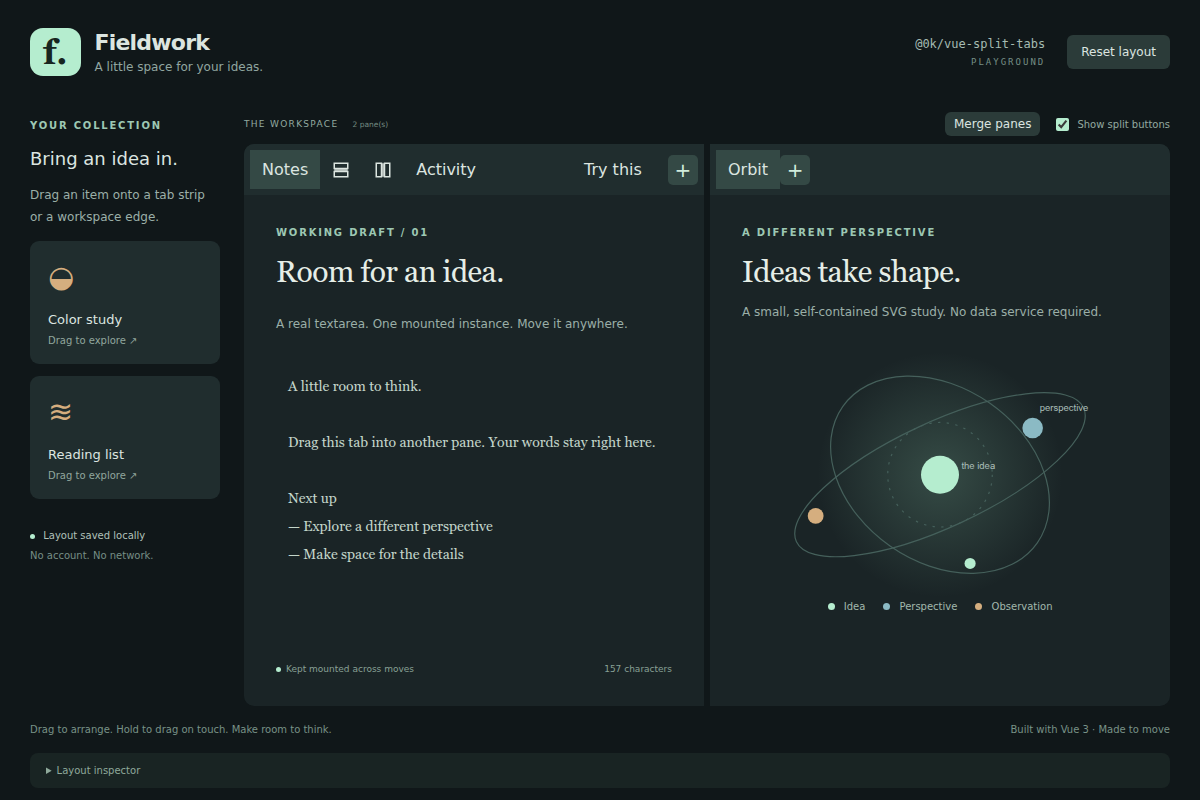 f.
Fieldwork
A little space for your ideas.
@0k/vue-split-tabs
PLAYGROUND
Reset layout
YOUR COLLECTION
Bring an idea in.
Drag an item onto a tab strip
or a workspace edge.
Color study
Drag to explore ↗
Reading list
Drag to explore ↗
Layout saved locally
No account. No network.
THE WORKSPACE
2 pane(s)
Merge panes
Show split buttons
Notes
Activity
Try this
+
Orbit
+
WORKING DRAFT / 01
Room for an idea.
A real textarea. One mounted instance. Move it anywhere.
A little room to think.
Drag this tab into another pane. Your words stay right here.
Next up
— Explore a different perspective
— Make space for the details
Kept mounted across moves
157 characters
A DIFFERENT PERSPECTIVE
Ideas take shape.
A small, self-contained SVG study. No data service required.
perspective
the idea
Idea
Perspective
Observation
Drag to arrange. Hold to drag on touch. Make room to think.
Built with Vue 3 · Made to move
Layout inspector